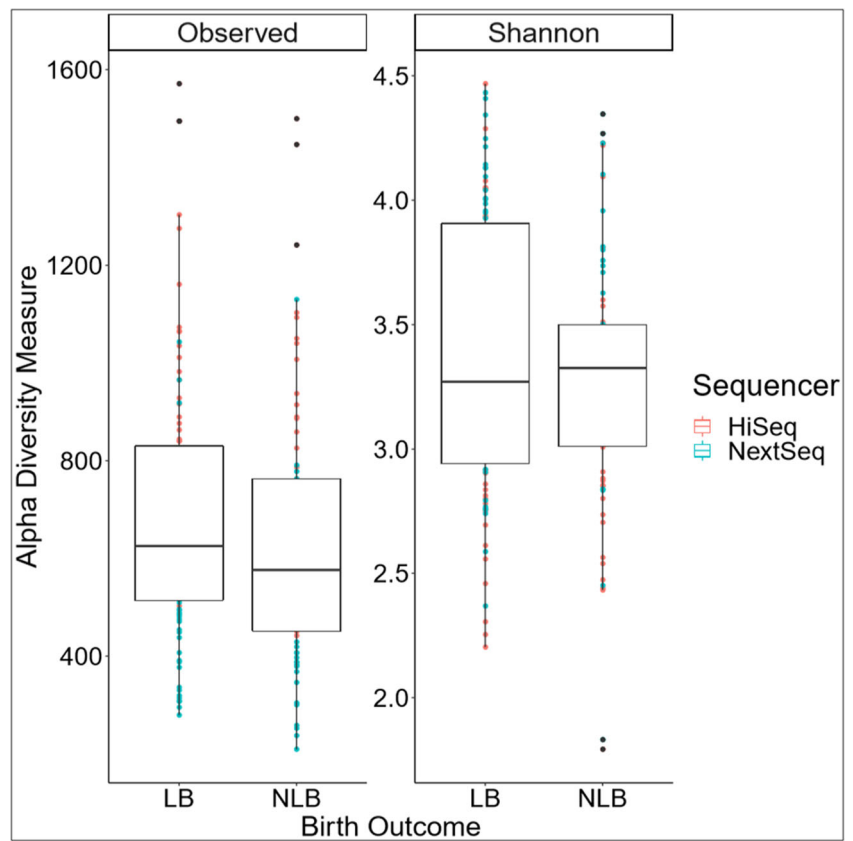 Observed
Shannon
1600
1200
800
400
4.5
4.0
3.5
3.0
2.5
2.0
Alpha Diversity Measure
LB
NLB
LB
NLB
Birth Outcome
Sequencer
HiSeq
NextSeq